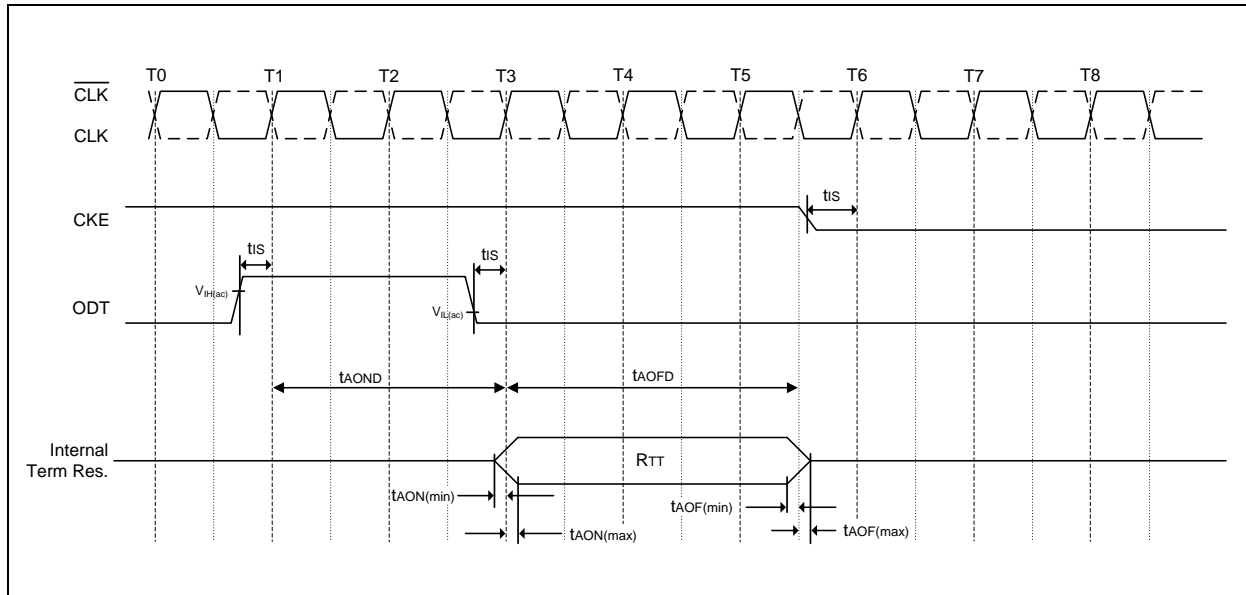 T0 T1 T2 T3 T4 T5 T6 T7 T8
CLK
CLK
CKE
tIS
tIS
tIS
VIH(ac)
VIL(ac)
ODT
tAOND
tAOFD
Internal
Term Res.
RTT
tAON(min)
tAOF(min)
tAON(max)
tAOF(max)